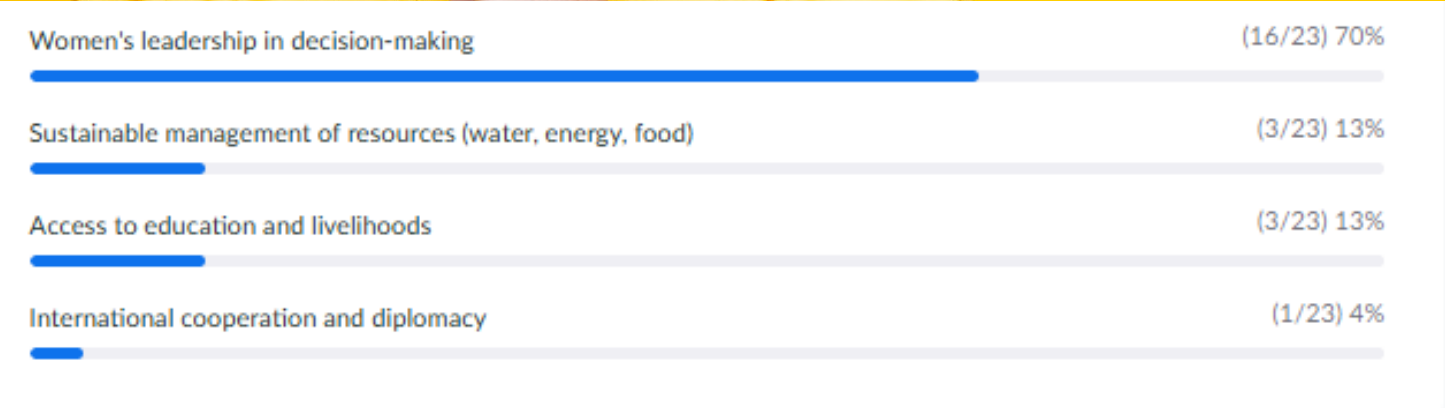 Women's leadership in decision-making (16/23) 70%
Sustainable management of resources (water, energy, food) (3/23) 13%
Access to education and livelihoods (3/23) 13%
International cooperation and diplomacy (1/23) 4%